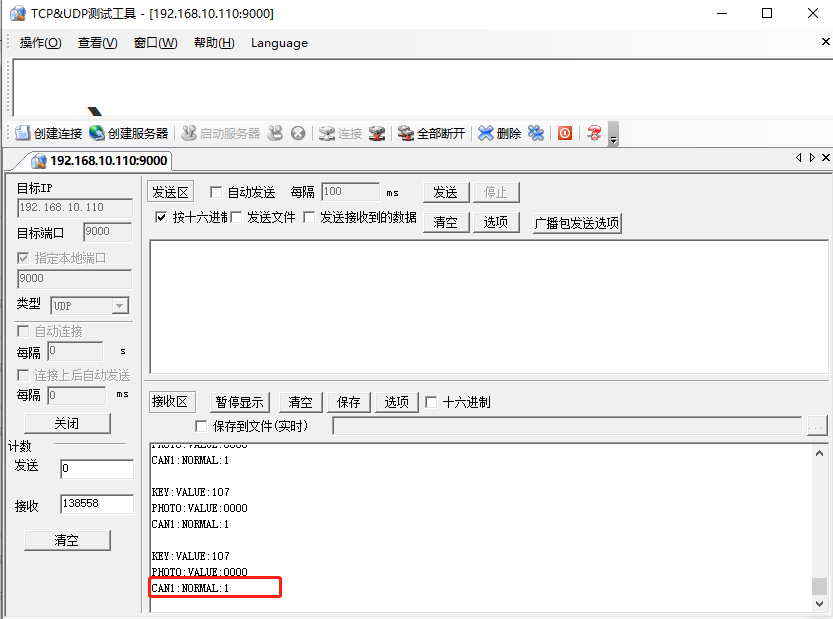 TCP&UDP测试工具 - [192.168.10.110:9000]
操作(O) 查看(V) 窗口(W) 帮助(H) Language
创建连接 创建服务器 启动服务器 连接 全部断开 删除
192.168.10.110:9000
目标IP
192.168.10.110
目标端口 9000
指定本地端口
9000
类型 UDP
自动连接
每隔 0 s
连接上后自动发送
每隔 0 ms
关闭
计数
发送 0
接收 138558
清空
发送区 自动发送 每隔 100 ms 发送 停止
按十六进制 发送文件 发送接收到的数据 清空 选项 广播包发送选项
接收区 暂停显示 清空 保存 选项 十六进制
保存到文件(实时) ...
PHOTO:VALUE:0000
CAN1:NORMAL:1
KEY:VALUE:107
PHOTO:VALUE:0000
CAN1:NORMAL:1
KEY:VALUE:107
PHOTO:VALUE:0000
CAN1:NORMAL:1